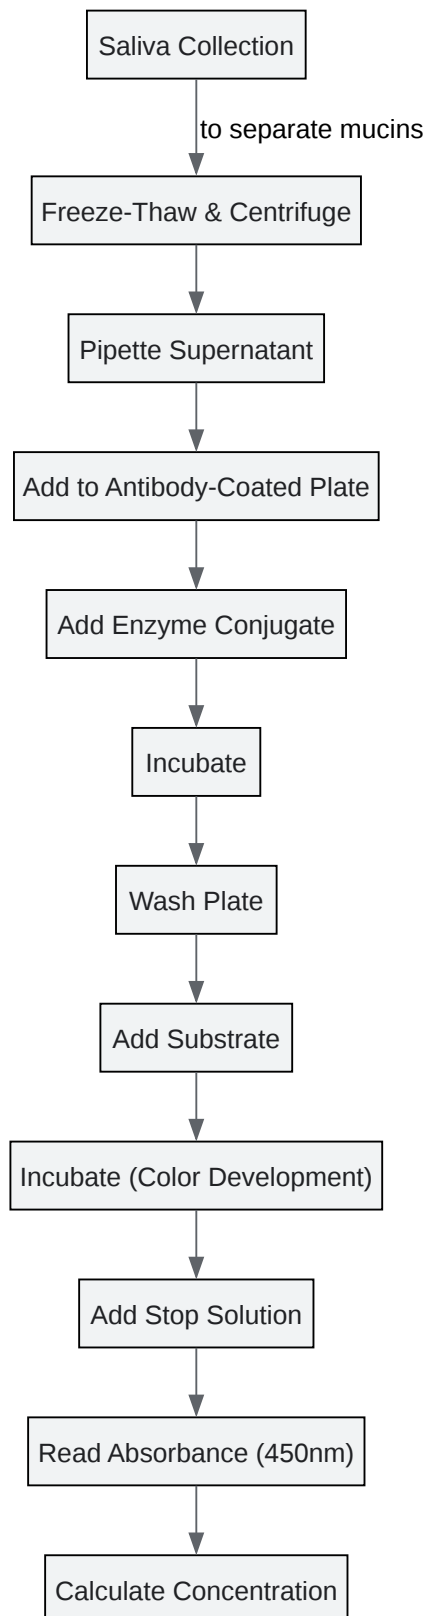 Saliva Collection
to separate mucins
Freeze-Thaw & Centrifuge
Pipette Supernatant
Add to Antibody-Coated Plate
Add Enzyme Conjugate
Incubate
Wash Plate
Add Substrate
Incubate (Color Development)
Add Stop Solution
Read Absorbance (450nm)
Calculate Concentration